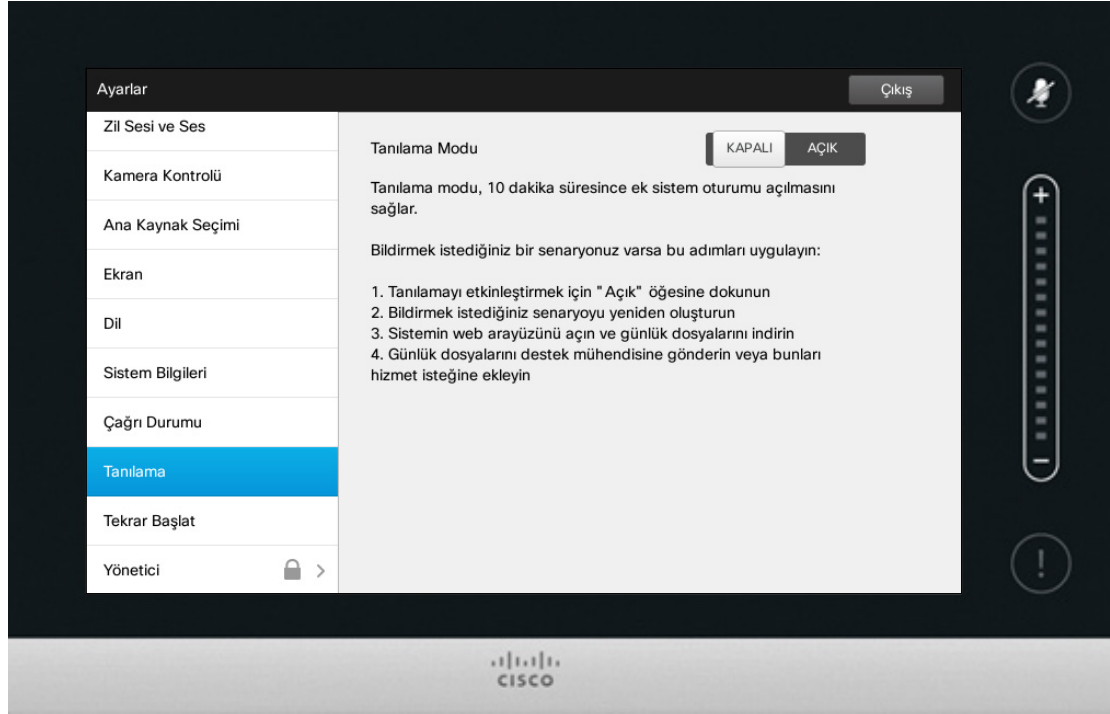 Ayarlar
Çıkış
Zil Sesi ve Ses
Kamera Kontrolü
Ana Kaynak Seçimi
Ekran
Dil
Sistem Bilgileri
Çağrı Durumu
Tanılama
Tekrar Başlat
Yönetici
Tanılama Modu
KAPALI
AÇIK
Tanılama modu, 10 dakika süresince ek sistem oturumu açılmasını
sağlar.
Bildirmek istediğiniz bir senaryonuz varsa bu adımları uygulayın:
1. Tanılamayı etkinleştirmek için "Açık" öğesine dokunun
2. Bildirmek istediğiniz senaryoyu yeniden oluşturun
3. Sistemin web arayüzünü açın ve günlük dosyalarını indirin
4. Günlük dosyalarını destek mühendisine gönderin veya bunları
hizmet isteğine ekleyin
CISCO